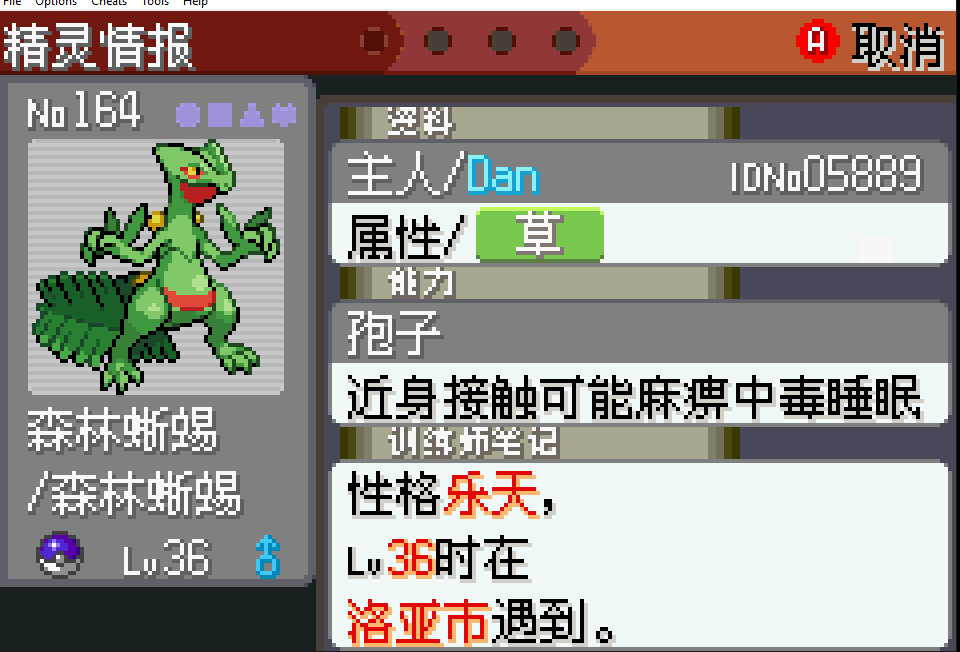 File Options Cheats Tools Help
精灵情报
A 取消
No164
资料
主人/Dan IDNo05889
属性/ 草
能力
孢子
近身接触可能麻痹中毒睡眠
训练师笔记
性格乐天，
Lv36时在
洛亚市遇到。
森林蜥蜴
/森林蜥蜴
Lv36 ♂